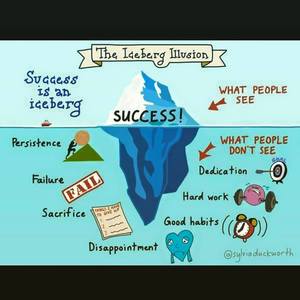 The Iceberg Illusion
Success
is an
iceberg
WHAT PEOPLE
SEE
SUCCESS!
WHAT PEOPLE
DON'T SEE
Persistence
Failure
FAIL
Sacrifice
Disappointment
Dedication
GOAL
Hard work
Good habits
@sylviaduckworth